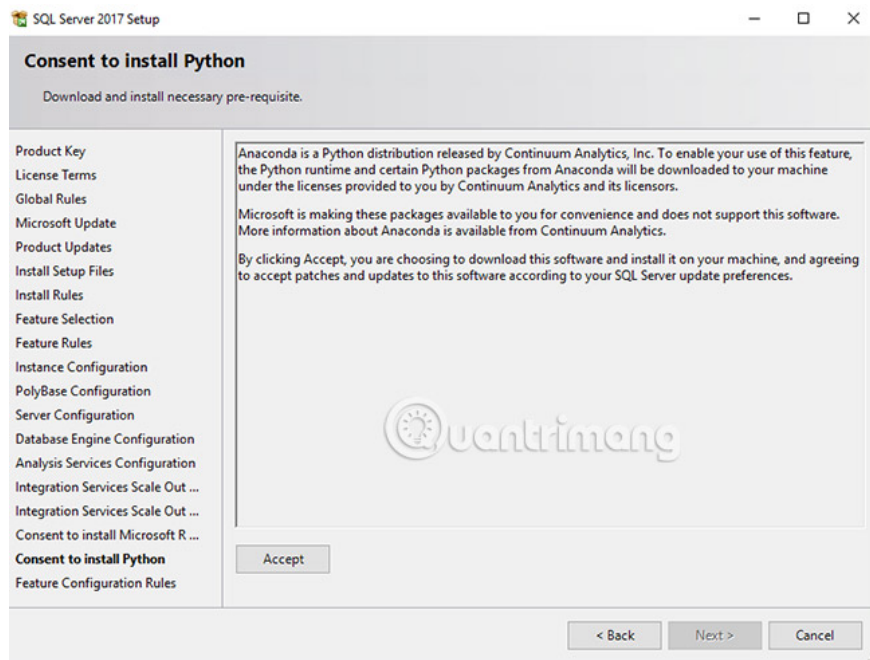 SQL Server 2017 Setup
Consent to install Python
Download and install necessary pre-requisite.
Product Key
License Terms
Global Rules
Microsoft Update
Product Updates
Install Setup Files
Install Rules
Feature Selection
Feature Rules
Instance Configuration
PolyBase Configuration
Server Configuration
Database Engine Configuration
Analysis Services Configuration
Integration Services Scale Out ...
Integration Services Scale Out ...
Consent to install Microsoft R ...
Consent to install Python
Feature Configuration Rules
Anaconda is a Python distribution released by Continuum Analytics, Inc. To enable your use of this feature,
the Python runtime and certain Python packages from Anaconda will be downloaded to your machine
under the licenses provided to you by Continuum Analytics and its licensors.
Microsoft is making these packages available to you for convenience and does not support this software.
More information about Anaconda is available from Continuum Analytics.
By clicking Accept, you are choosing to download this software and install it on your machine, and agreeing
to accept patches and updates to this software according to your SQL Server update preferences.
Quantrimang
Accept
< Back
Next >
Cancel